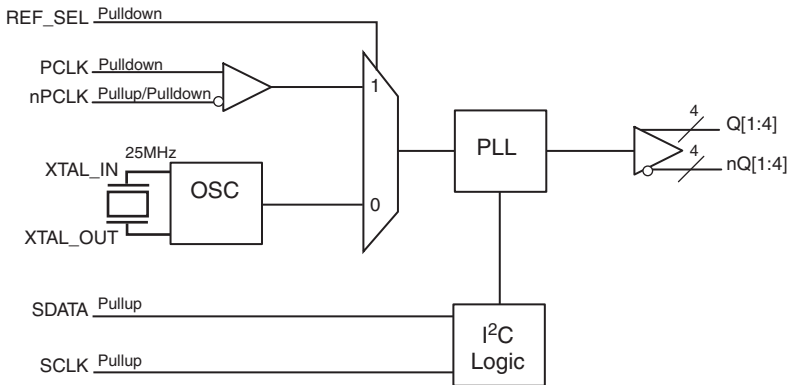 REF_SEL Pulldown
PCLK Pulldown
nPCLK Pullup/Pulldown
1
25MHz
XTAL_IN
OSC
XTAL_OUT
0
PLL
4
Q[1:4]
4
nQ[1:4]
SDATA Pullup
SCLK Pullup
I²C
Logic